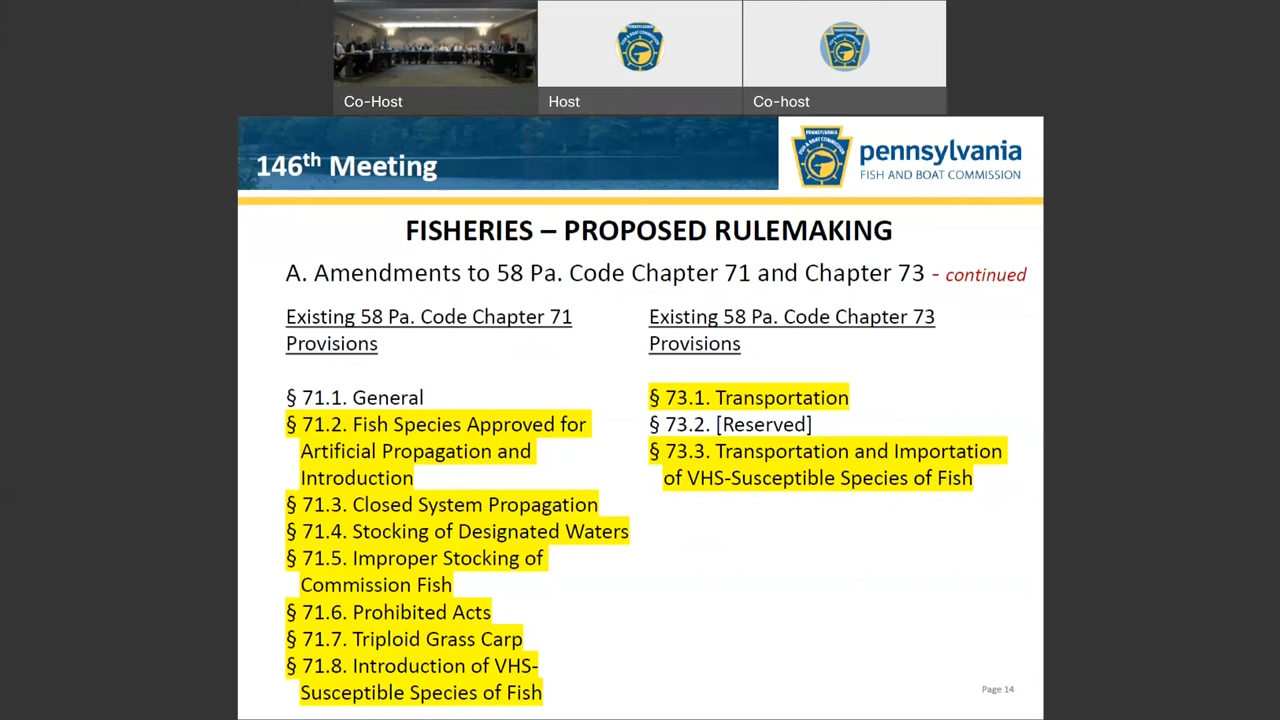 Co-Host
Host
Co-host
146th Meeting
pennsylvania
FISH AND BOAT COMMISSION
FISHERIES – PROPOSED RULEMAKING
A. Amendments to 58 Pa. Code Chapter 71 and Chapter 73 - continued
Existing 58 Pa. Code Chapter 71
Provisions
§ 71.1. General
§ 71.2. Fish Species Approved for
Artificial Propagation and
Introduction
§ 71.3. Closed System Propagation
§ 71.4. Stocking of Designated Waters
§ 71.5. Improper Stocking of
Commission Fish
§ 71.6. Prohibited Acts
§ 71.7. Triploid Grass Carp
§ 71.8. Introduction of VHS-
Susceptible Species of Fish
Existing 58 Pa. Code Chapter 73
Provisions
§ 73.1. Transportation
§ 73.2. [Reserved]
§ 73.3. Transportation and Importation
of VHS-Susceptible Species of Fish
Page 14